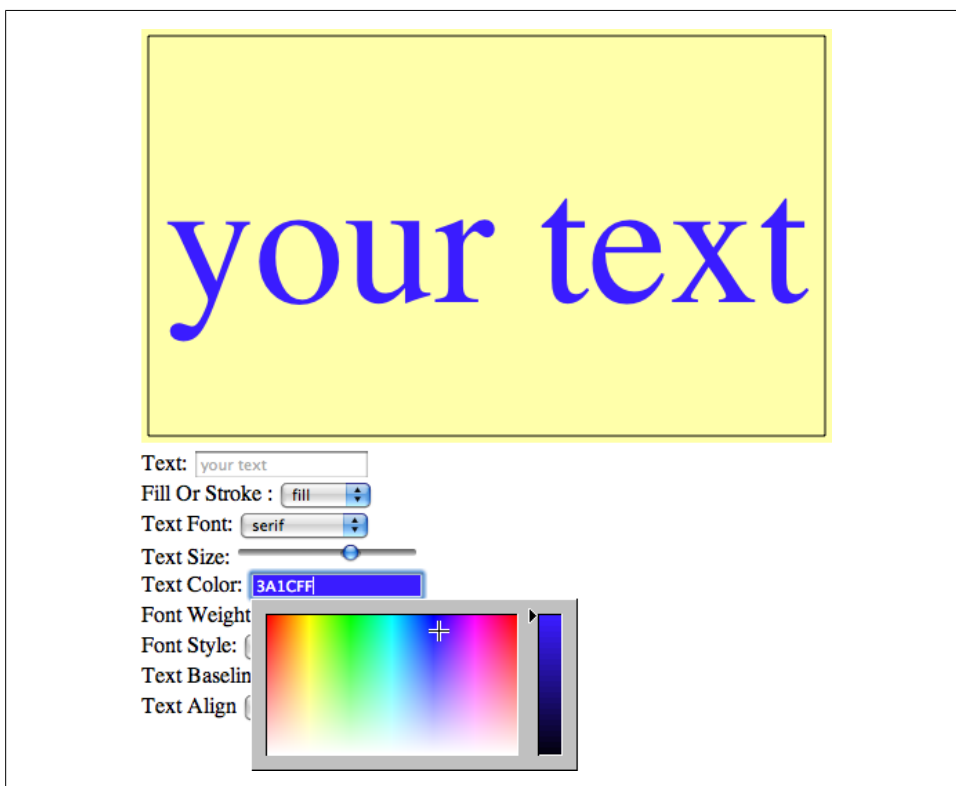 your text
Text: your text
Fill Or Stroke : fill
Text Font: serif
Text Size:
Text Color: 3A1CFF
Font Weight
Font Style:
Text Baselin
Text Align